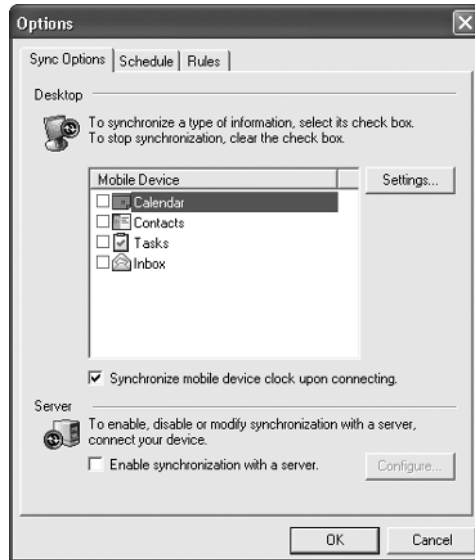 Options
Sync Options Schedule Rules
Desktop
To synchronize a type of information, select its check box.
To stop synchronization, clear the check box.
Mobile Device
Settings...
Calendar
Contacts
Tasks
Inbox
Synchronize mobile device clock upon connecting.
Server
To enable, disable or modify synchronization with a server,
connect your device.
Enable synchronization with a server.
Configure...
OK Cancel